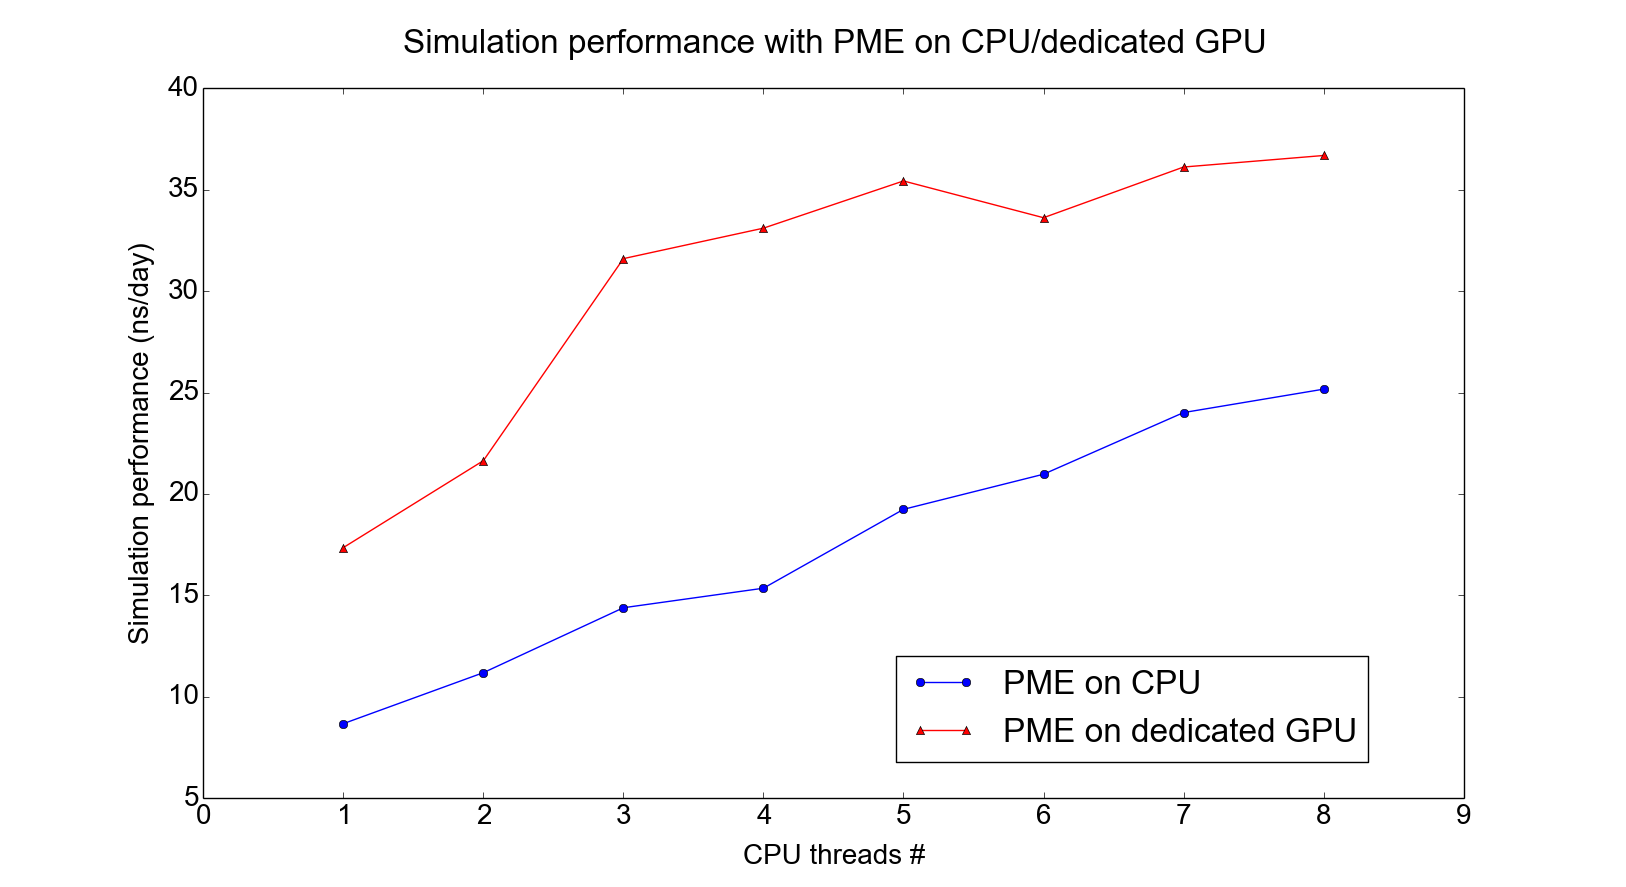 Simulation performance with PME on CPU/dedicated GPU
Simulation performance (ns/day)
40
35
30
25
20
15
10
5
0 1 2 3 4 5 6 7 8 9
CPU threads #
PME on CPU
PME on dedicated GPU